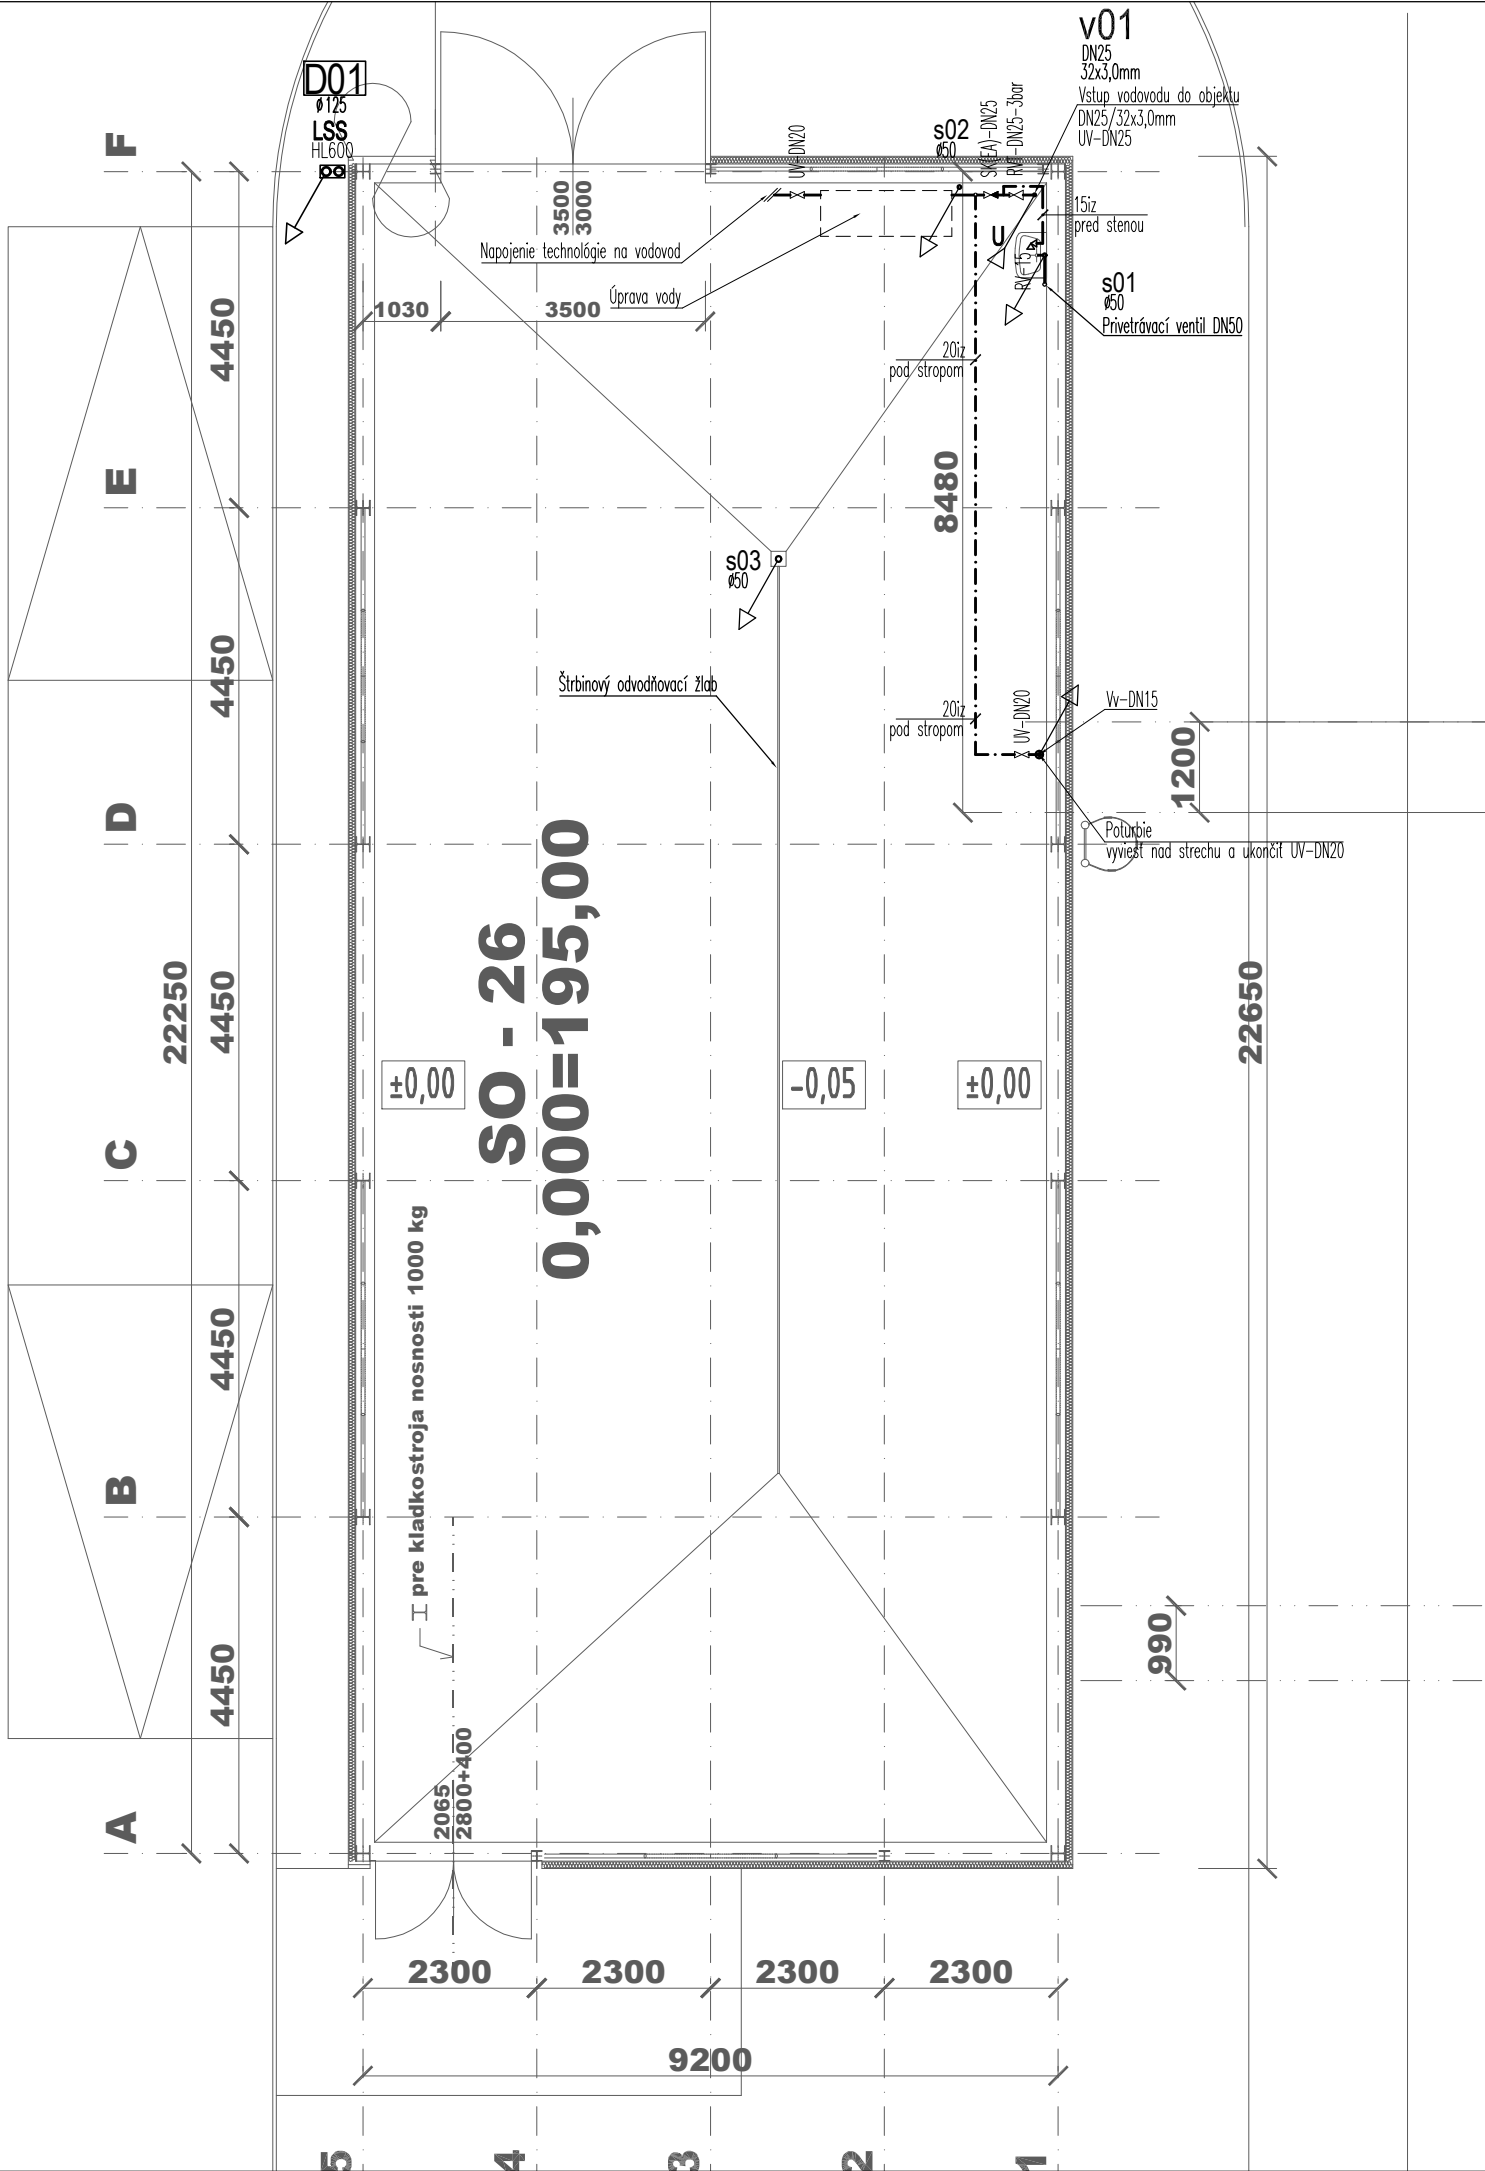 D01
ø125
LSS
HL600
v01
DN25
32x3,0mm
Vstup vodovodu do objektu
DN25/32x3,0mm
UV-DN25
UV-DN20
s02
ø50
SK(EA)-DN25
RVT-DN25-3bar
15iz
pred stenou
U
RV-15
s01
ø50
Privetrávací ventil DN50
3500
3000
Napojenie technológie na vodovod
Úprava vody
1030
3500
20iz
pod stropom
8480
s03
ø50
Štrbinový odvodňovací žlab
20iz
pod stropom
UV-DN20
Vv-DN15
1200
Poturbie
vyviesť nad strechu a ukončiť UV-DN20
F
E
D
C
B
A
4450
4450
4450
4450
4450
22250
22650
SO - 26
0,000=195,00
±0,00
-0,05
±0,00
pre kladkostroja nosnosti 1000 kg
990
2065
2800+400
2300
2300
2300
2300
9200
5
4
3
2
1